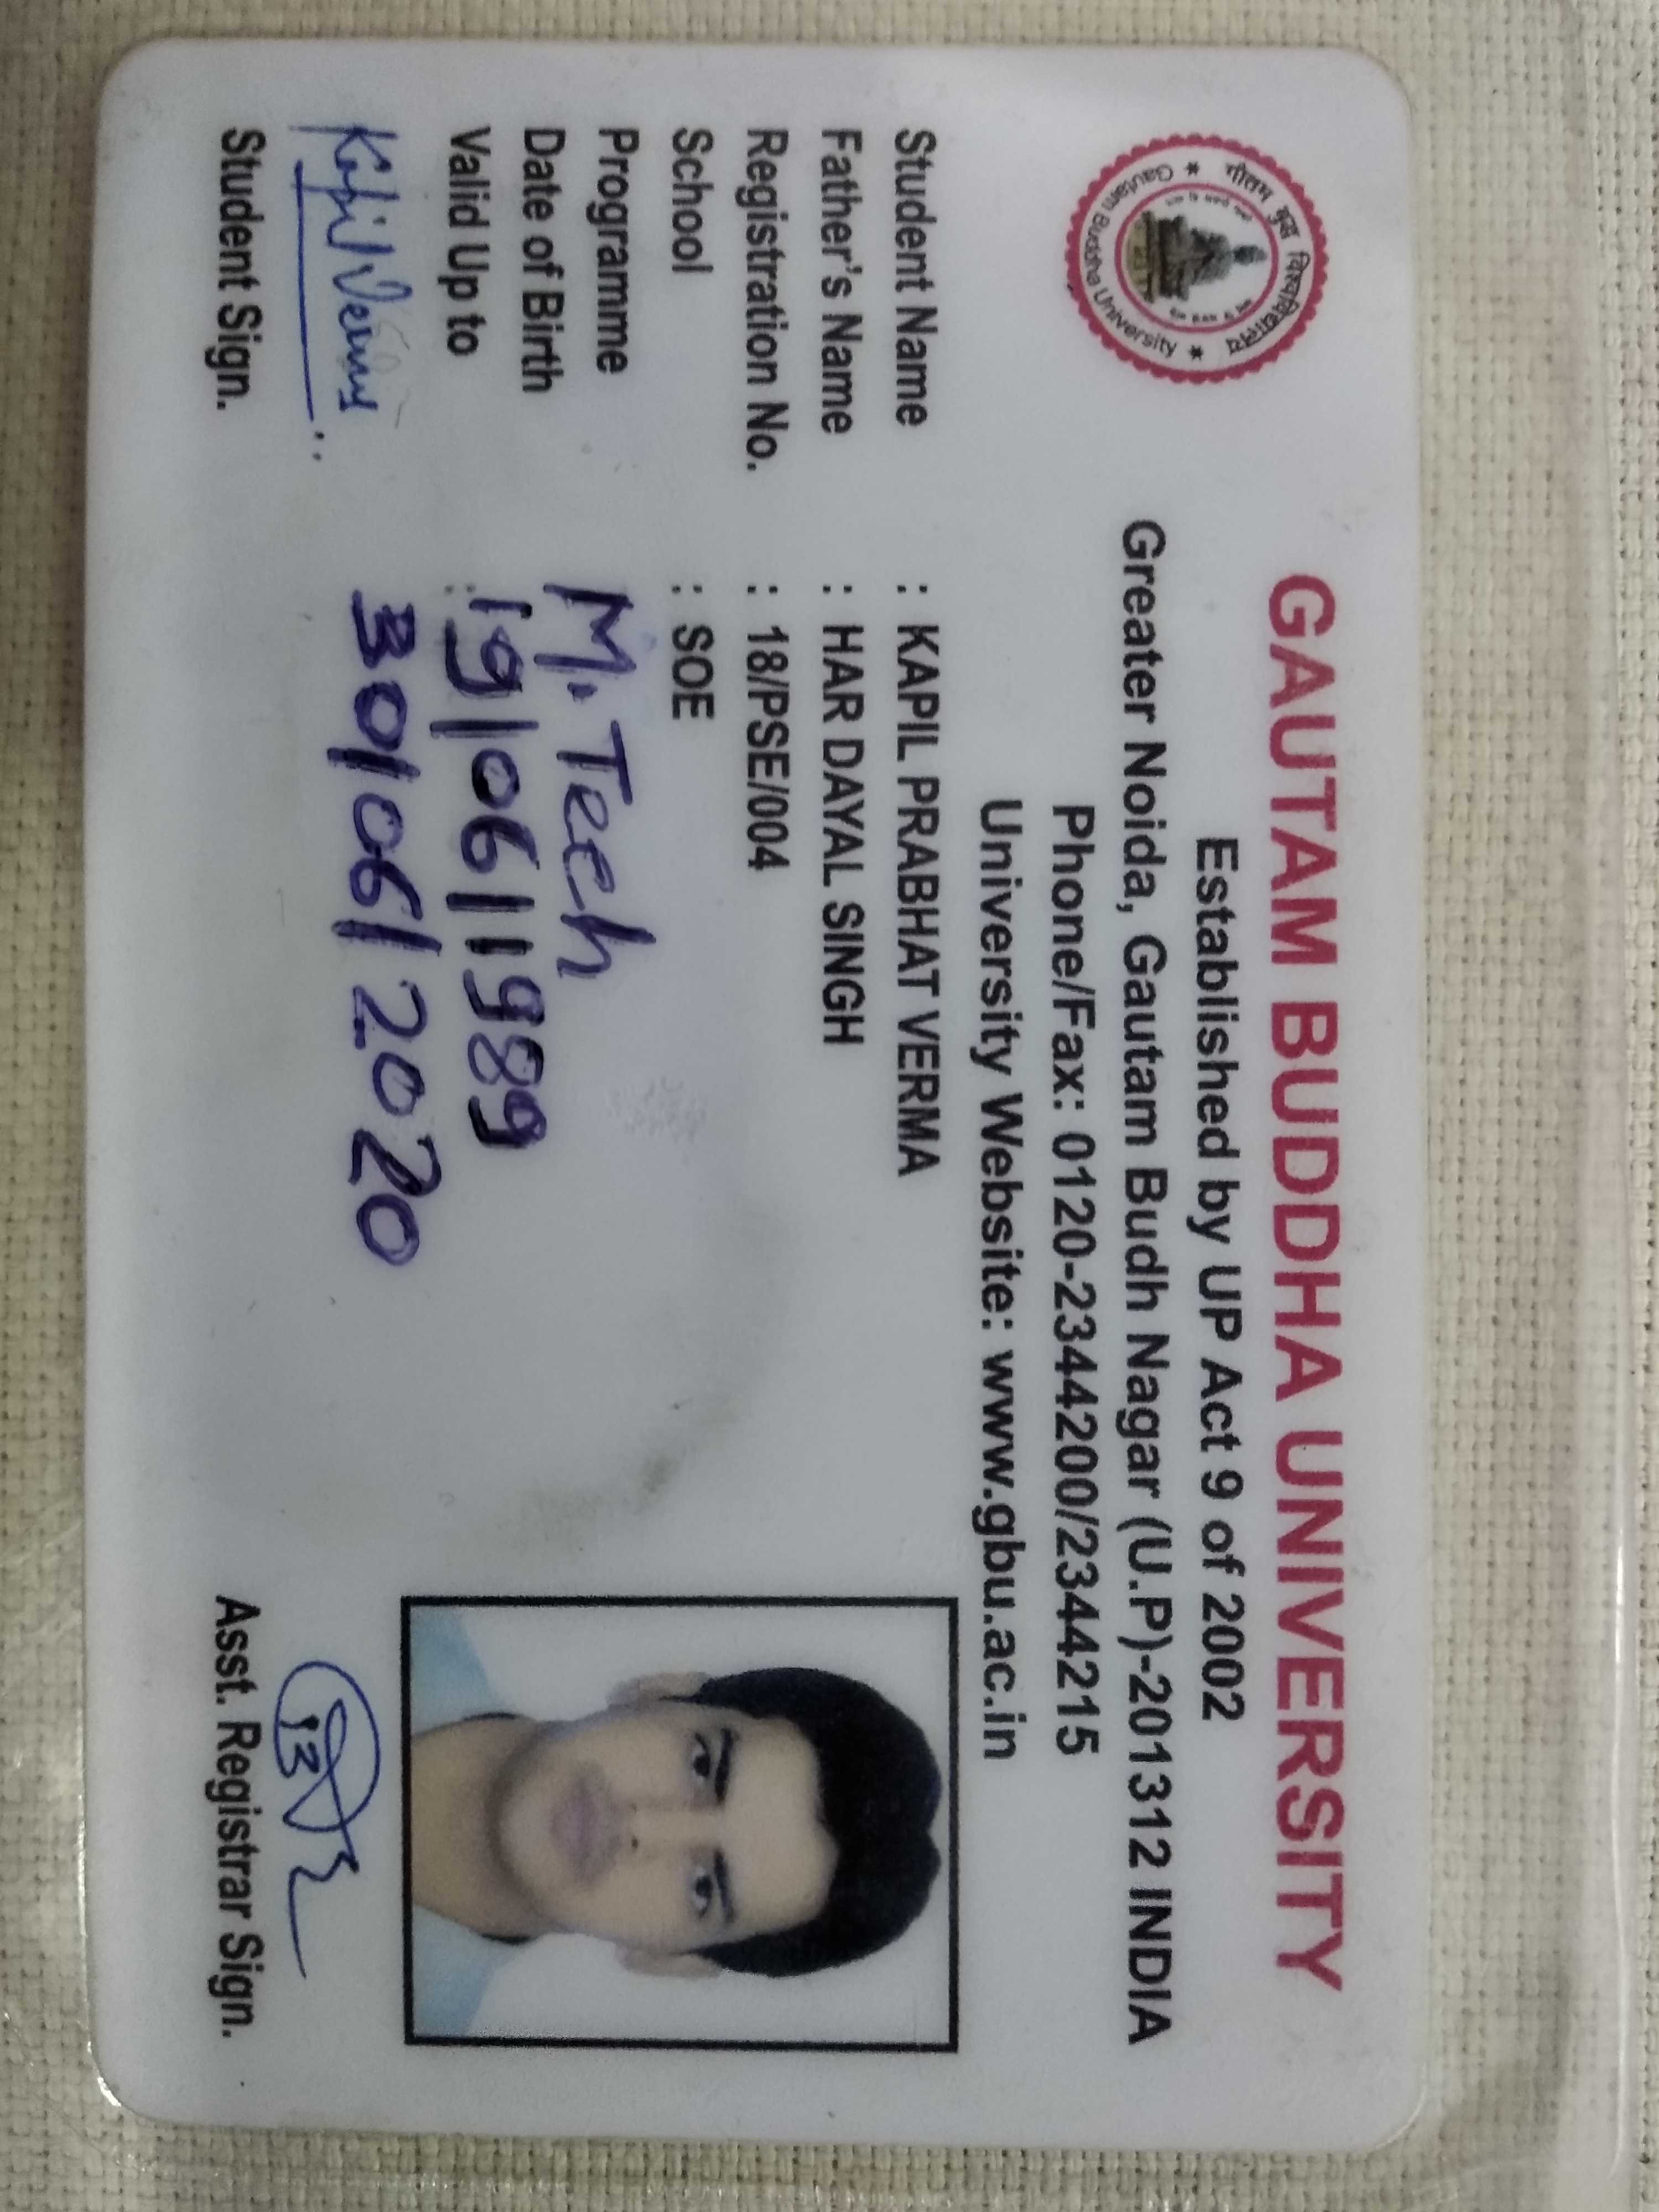 गौतम बुद्ध विश्वविद्यालय
★ Gautam Buddha University ★
GAUTAM BUDDHA UNIVERSITY
Established by UP Act 9 of 2002
Greater Noida, Gautam Budh Nagar (U.P)-201312 INDIA
Phone/Fax: 0120-2344200/2344215
University Website: www.gbu.ac.in
Student Name : KAPIL PRABHAT VERMA
Father's Name : HAR DAYAL SINGH
Registration No. : 18/PSE/004
School : SOE
Programme M.Tech
Date of Birth 19/06/1989
Valid Up to : 30/06/2020
Kapil Verma
Student Sign.
Asst. Registrar Sign.